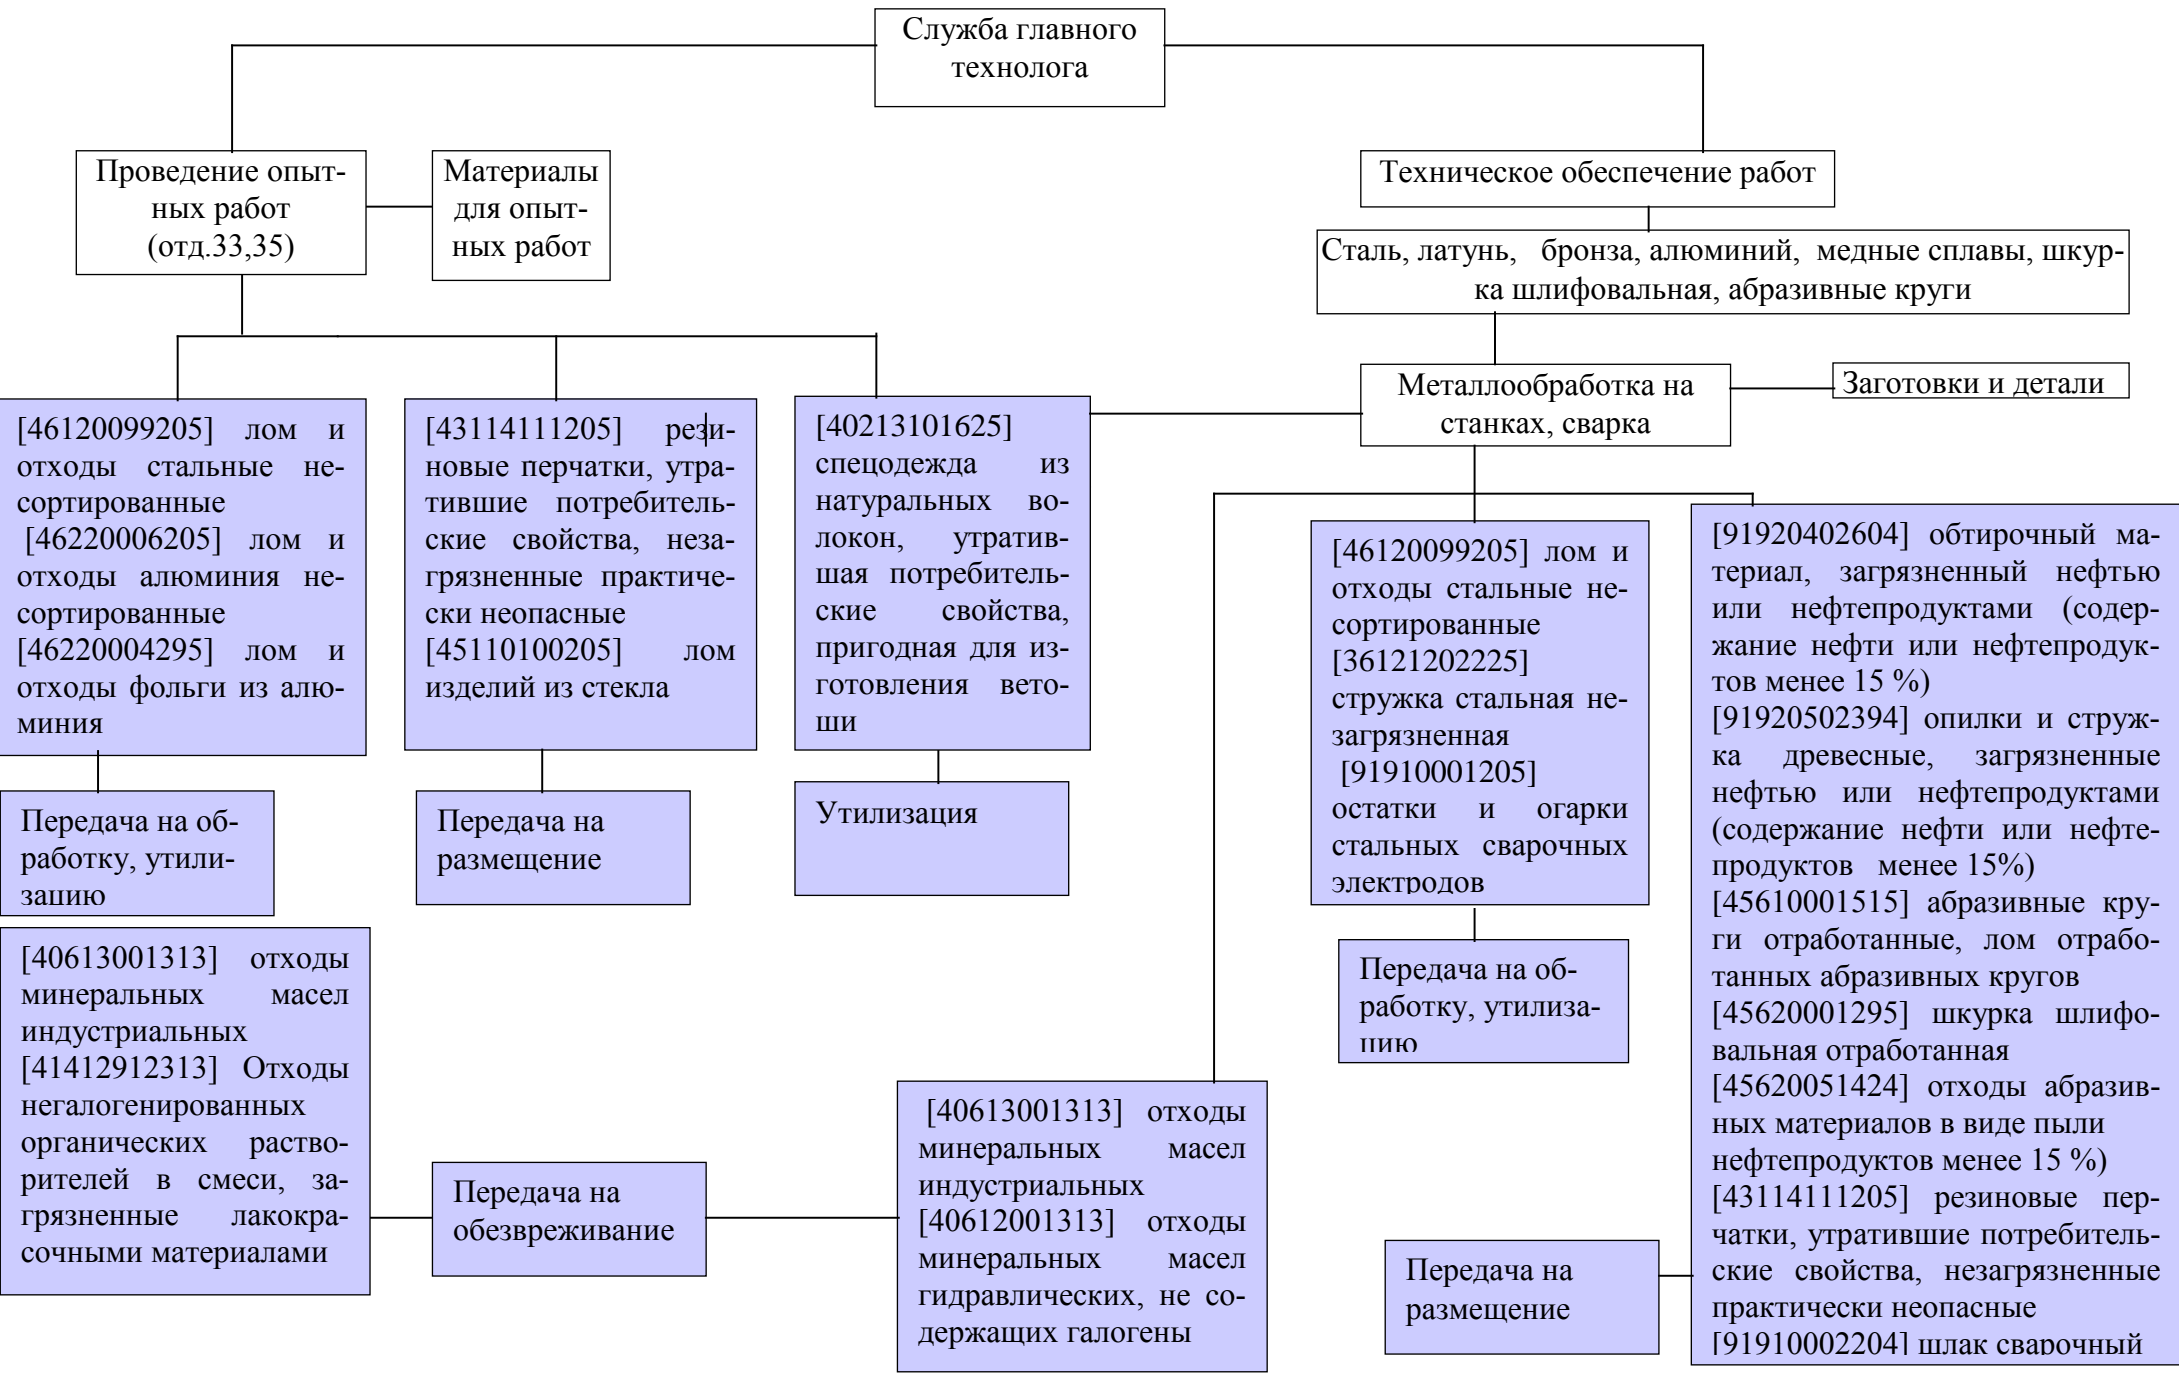 Служба главного
технолога
Проведение опыт-
ных работ
(отд.33,35)
Материалы
для опыт-
ных работ
Техническое обеспечение работ
Сталь, латунь, бронза, алюминий, медные сплавы, шкур-
ка шлифовальная, абразивные круги
Металлообработка на
станках, сварка
Заготовки и детали
[46120099205] лом и
отходы стальные не-
сортированные
[46220006205] лом и
отходы алюминия не-
сортированные
[46220004295] лом и
отходы фольги из алю-
миния
[43114111205] рези-
новые перчатки, утра-
тившие потребитель-
ские свойства, неза-
грязненные практиче-
ски неопасные
[45110100205] лом
изделий из стекла
[40213101625]
спецодежда из
натуральных во-
локон, утратив-
шая потребитель-
ские свойства,
пригодная для из-
готовления вето-
ши
[46120099205] лом и
отходы стальные не-
сортированные
[36121202225]
стружка стальная не-
загрязненная
[91910001205]
остатки и огарки
стальных сварочных
электродов
[91920402604] обтирочный ма-
териал, загрязненный нефтью
или нефтепродуктами (содер-
жание нефти или нефтепродук-
тов менее 15 %)
[91920502394] опилки и струж-
ка древесные, загрязненные
нефтью или нефтепродуктами
(содержание нефти или нефте-
продуктов менее 15%)
[45610001515] абразивные кру-
ги отработанные, лом отрабо-
танных абразивных кругов
[45620001295] шкурка шлифо-
вальная отработанная
[45620051424] отходы абразив-
ных материалов в виде пыли
нефтепродуктов менее 15 %)
[43114111205] резиновые пер-
чатки, утратившие потребитель-
ские свойства, незагрязненные
практически неопасные
[91910002204] шлак сварочный
Передача на об-
работку, утили-
зацию
Передача на
размещение
Утилизация
Передача на об-
работку, утилиза-
цию
[40613001313] отходы
минеральных масел
индустриальных
[41412912313] Отходы
негалогенированных
органических раство-
рителей в смеси, за-
грязненные лакокра-
сочными материалами
Передача на
обезвреживание
[40613001313] отходы
минеральных масел
индустриальных
[40612001313] отходы
минеральных масел
гидравлических, не со-
держащих галогены
Передача на
размещение